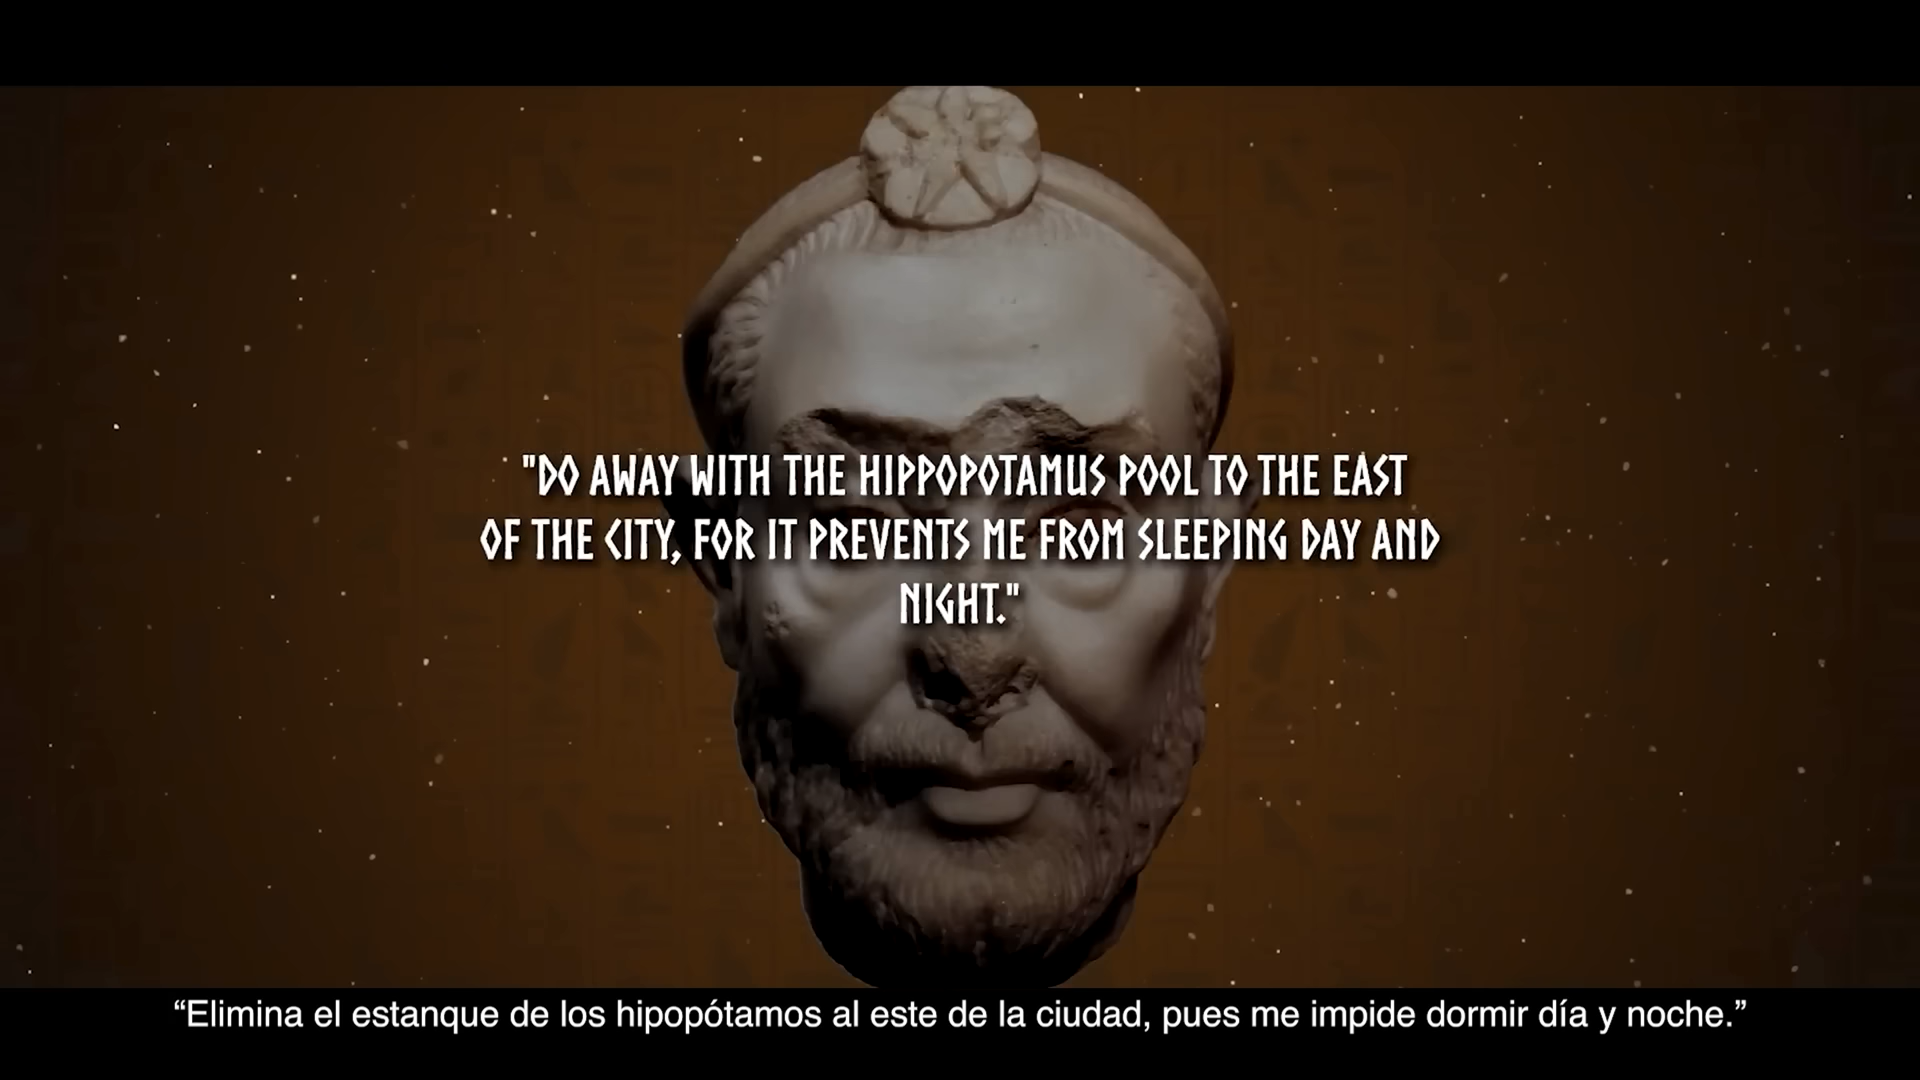 "DO AWAY WITH THE HIPPOPOTAMUS POOL TO THE EAST
OF THE CITY, FOR IT PREVENTS ME FROM SLEEPING DAY AND
NIGHT."
“Elimina el estanque de los hipopótamos al este de la ciudad, pues me impide dormir día y noche.”